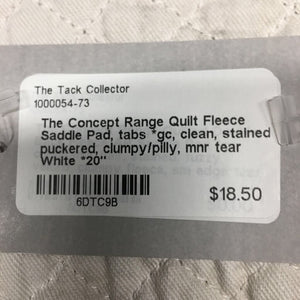 The Tack Collector
1000054-73
The Concept Range Quilt Fleece
Saddle Pad, tabs *gc, clean, stained
puckered, clumpy/pilly, mnr tear
White *20"
$18.50
6DTC9B